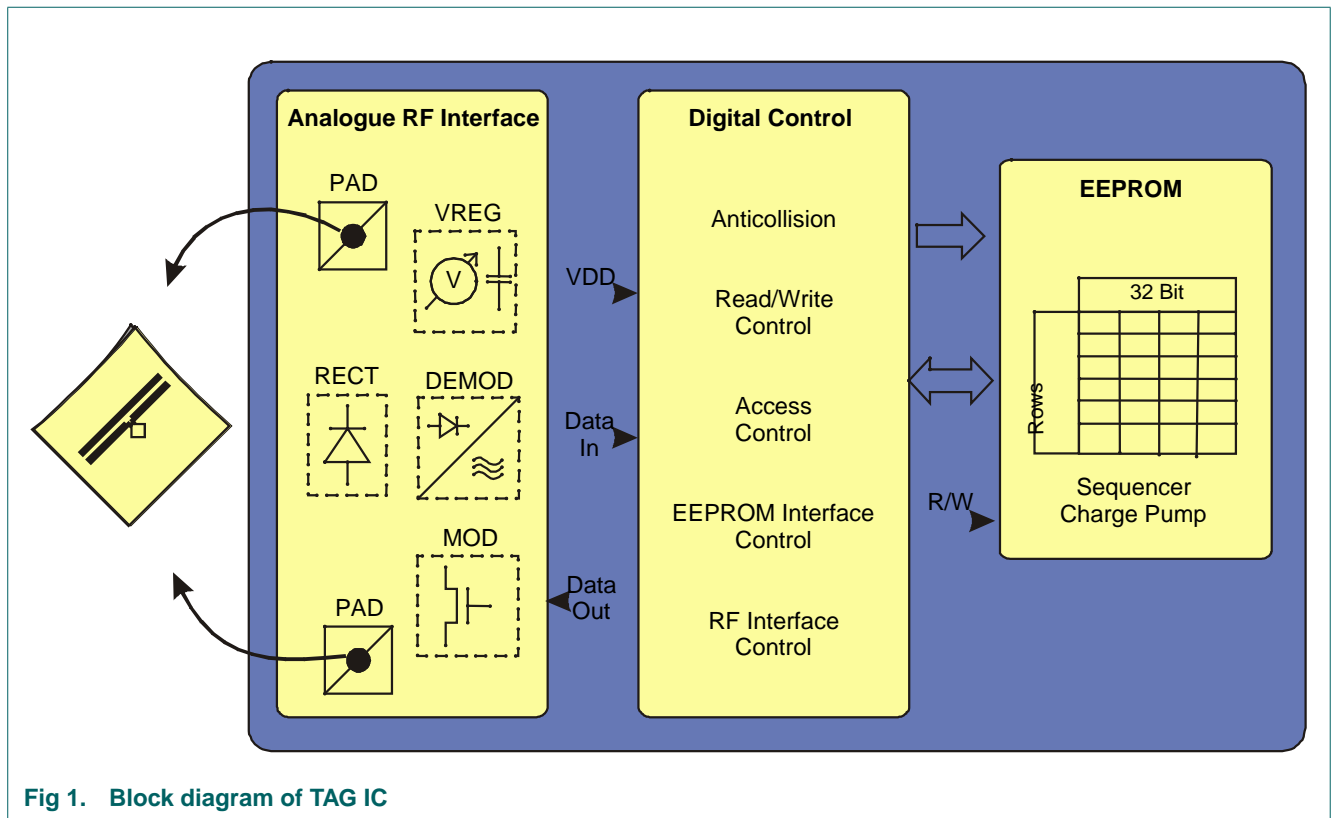 Analogue RF Interface
PAD
VREG
V
RECT
DEMOD
MOD
PAD
VDD
Data
In
Data
Out
Digital Control
Anticollision
Read/Write
Control
Access
Control
EEPROM Interface
Control
RF Interface
Control
R/W
EEPROM
32 Bit
Rows
Sequencer
Charge Pump
Fig 1. Block diagram of TAG IC